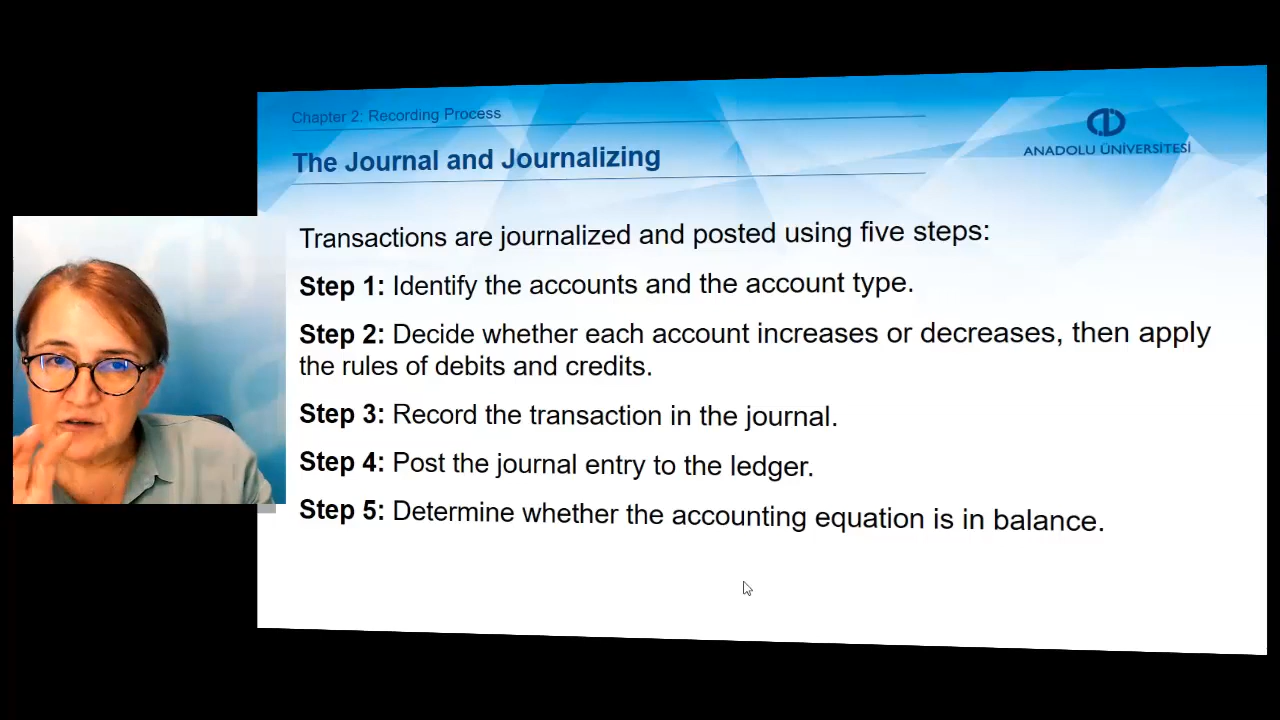 Chapter 2: Recording Process
The Journal and Journalizing
ANADOLU ÜNİVERSİTESİ
Transactions are journalized and posted using five steps:
Step 1: Identify the accounts and the account type.
Step 2: Decide whether each account increases or decreases, then apply
the rules of debits and credits.
Step 3: Record the transaction in the journal.
Step 4: Post the journal entry to the ledger.
Step 5: Determine whether the accounting equation is in balance.